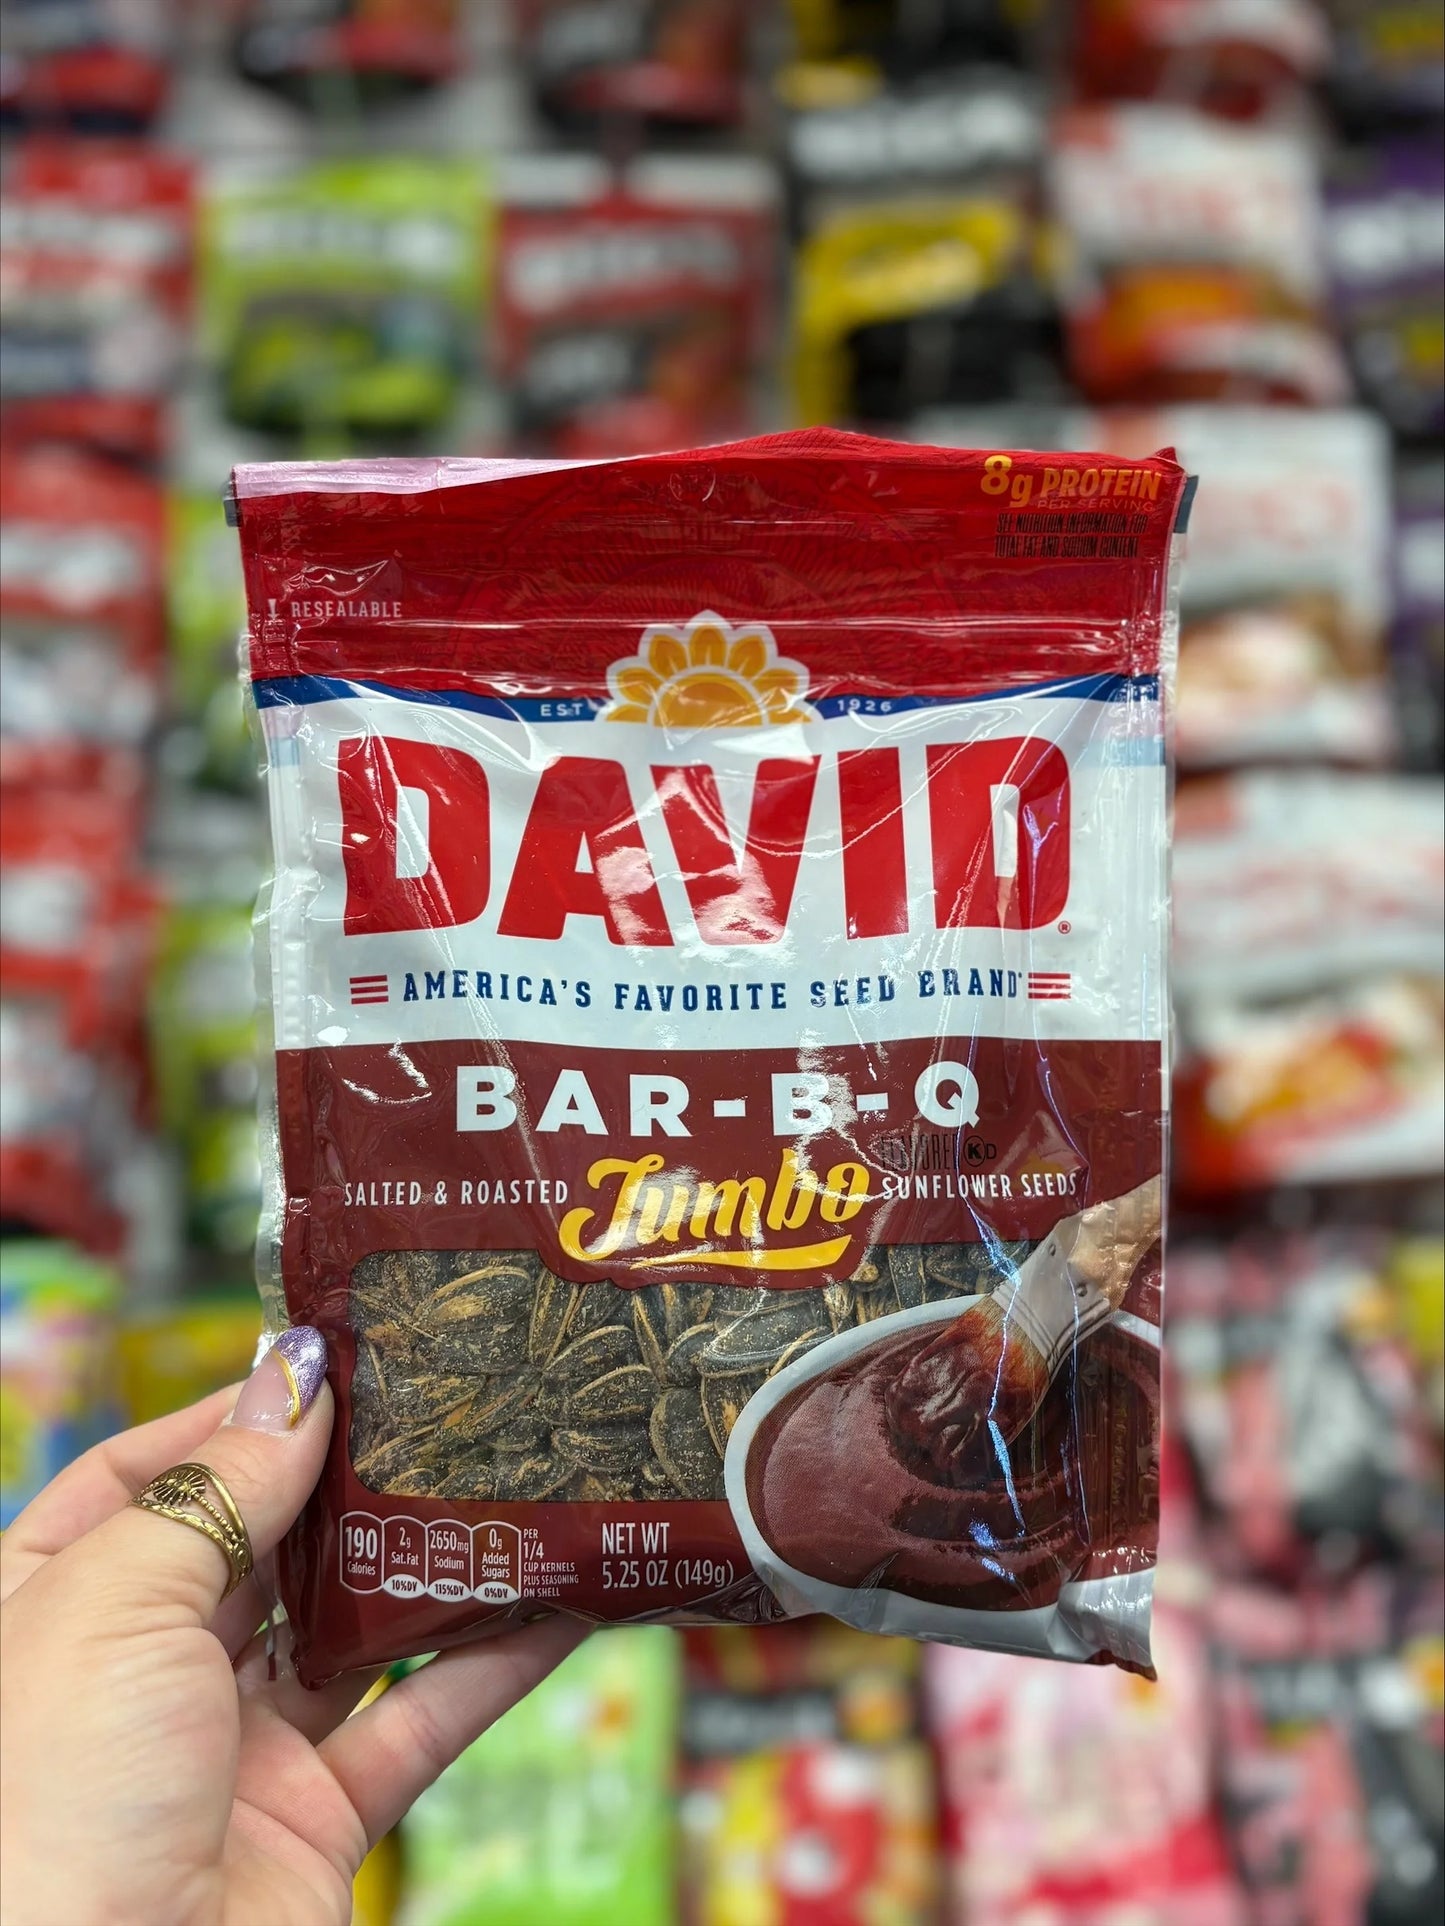 8g PROTEIN
PER SERVING
SEE NUTRITION INFORMATION FOR
TOTAL FAT AND SODIUM CONTENT
RESEALABLE
EST 1926
DAVID®
AMERICA'S FAVORITE SEED BRAND
BAR-B-Q
FLAVORED K D
SALTED & ROASTED Jumbo SUNFLOWER SEEDS
190 Calories
2g Sat. Fat 10%DV
2650mg Sodium 115%DV
0g Added Sugars 0%DV
PER
1/4
CUP KERNELS
PLUS SEASONING
ON SHELL
NET WT
5.25 OZ (149g)